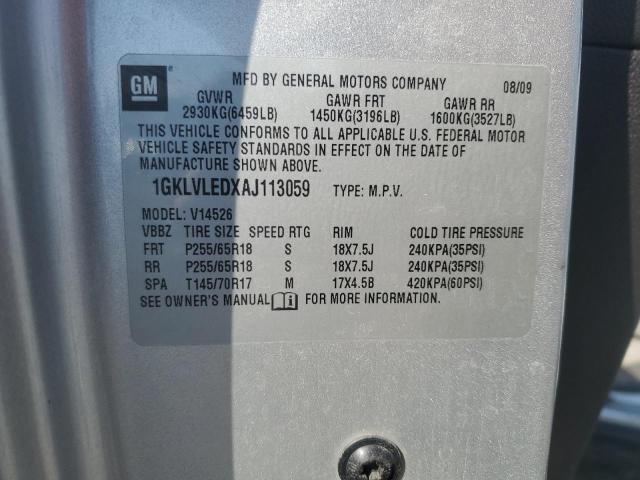 GM ® MFD BY GENERAL MOTORS COMPANY 08/09
GVWR GAWR FRT GAWR RR
2930KG(6459LB) 1450KG(3196LB) 1600KG(3527LB)
THIS VEHICLE CONFORMS TO ALL APPLICABLE U.S. FEDERAL MOTOR
VEHICLE SAFETY STANDARDS IN EFFECT ON THE DATE OF
MANUFACTURE SHOWN ABOVE.
1GKLVLEDXAJ113059 TYPE: M.P.V.
MODEL: V14526
VBBZ TIRE SIZE SPEED RTG RIM COLD TIRE PRESSURE
FRT P255/65R18 S 18X7.5J 240KPA(35PSI)
RR P255/65R18 S 18X7.5J 240KPA(35PSI)
SPA T145/70R17 M 17X4.5B 420KPA(60PSI)
SEE OWNER'S MANUAL FOR MORE INFORMATION.